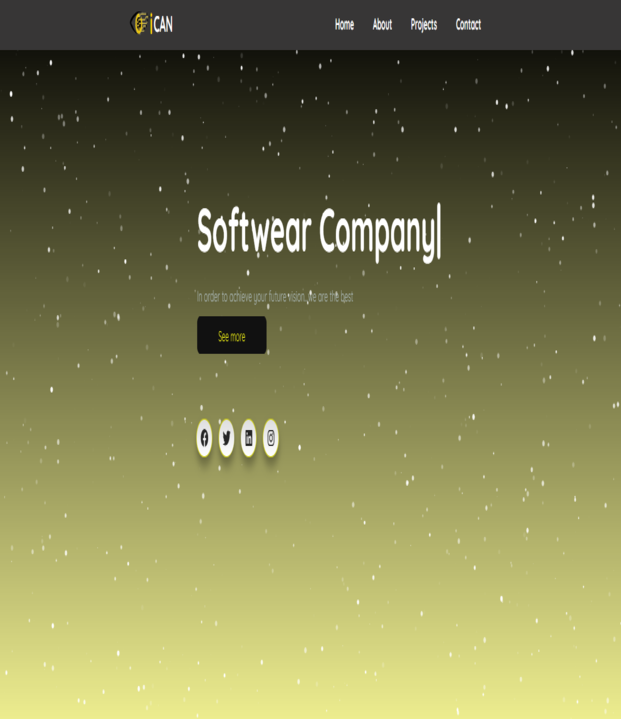 iCAN
Home About Projects Contact
Softwear Company|
In order to achieve your future vision. We are the best
See more